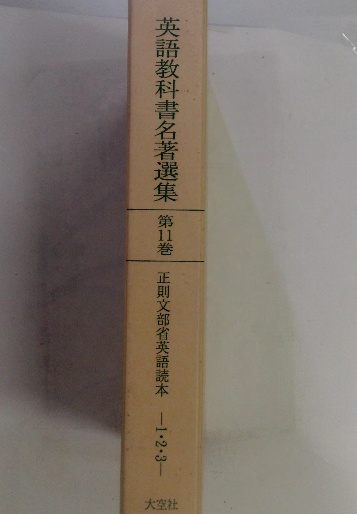 英語教科書名著選集
第11巻
正則文部省英語読本 ―1・2・3―
大空社